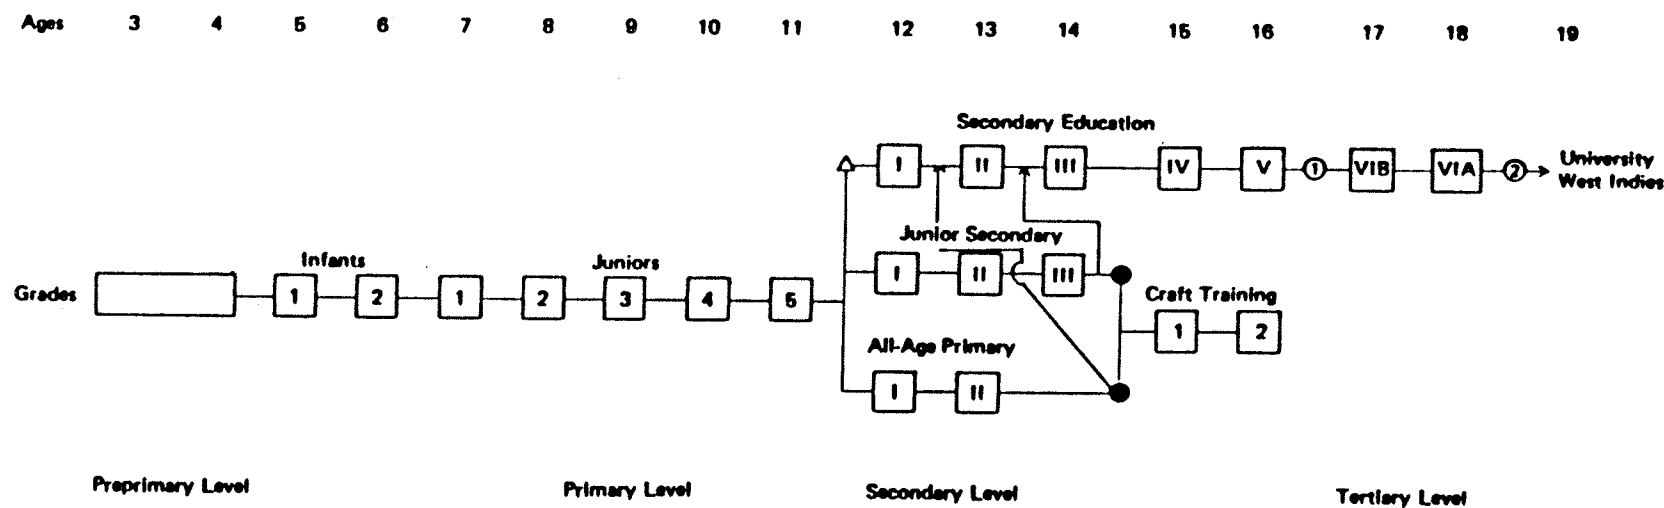 Ages 3 4 5 6 7 8 9 10 11 12 13 14 15 16 17 18 19
Secondary Education
I II III IV V 1 VIB VIA 2 University
West Indies
Junior Secondary
I II III
Infants Juniors
Grades 1 2 1 2 3 4 5
Craft Training
1 2
All-Age Primary
I II
Preprimary Level Primary Level Secondary Level Tertiary Level